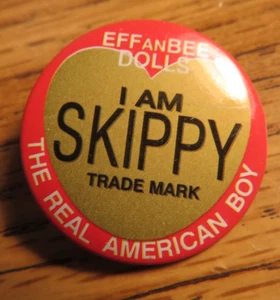 EFFANBEE
DOLLS
I AM
SKIPPY
TRADE MARK
THE REAL AMERICAN BOY